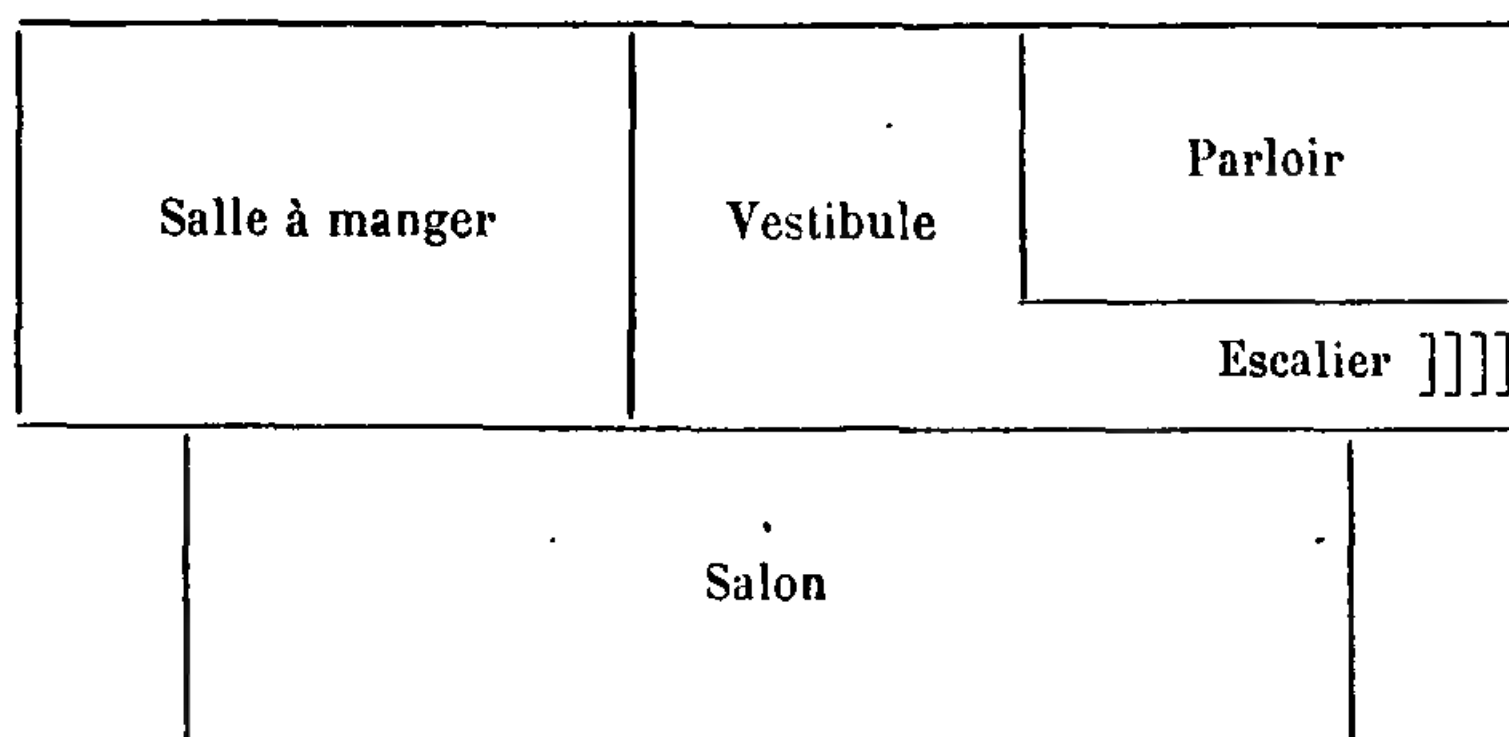 Parloir
Salle à manger
Vestibule
Escalier
Salon